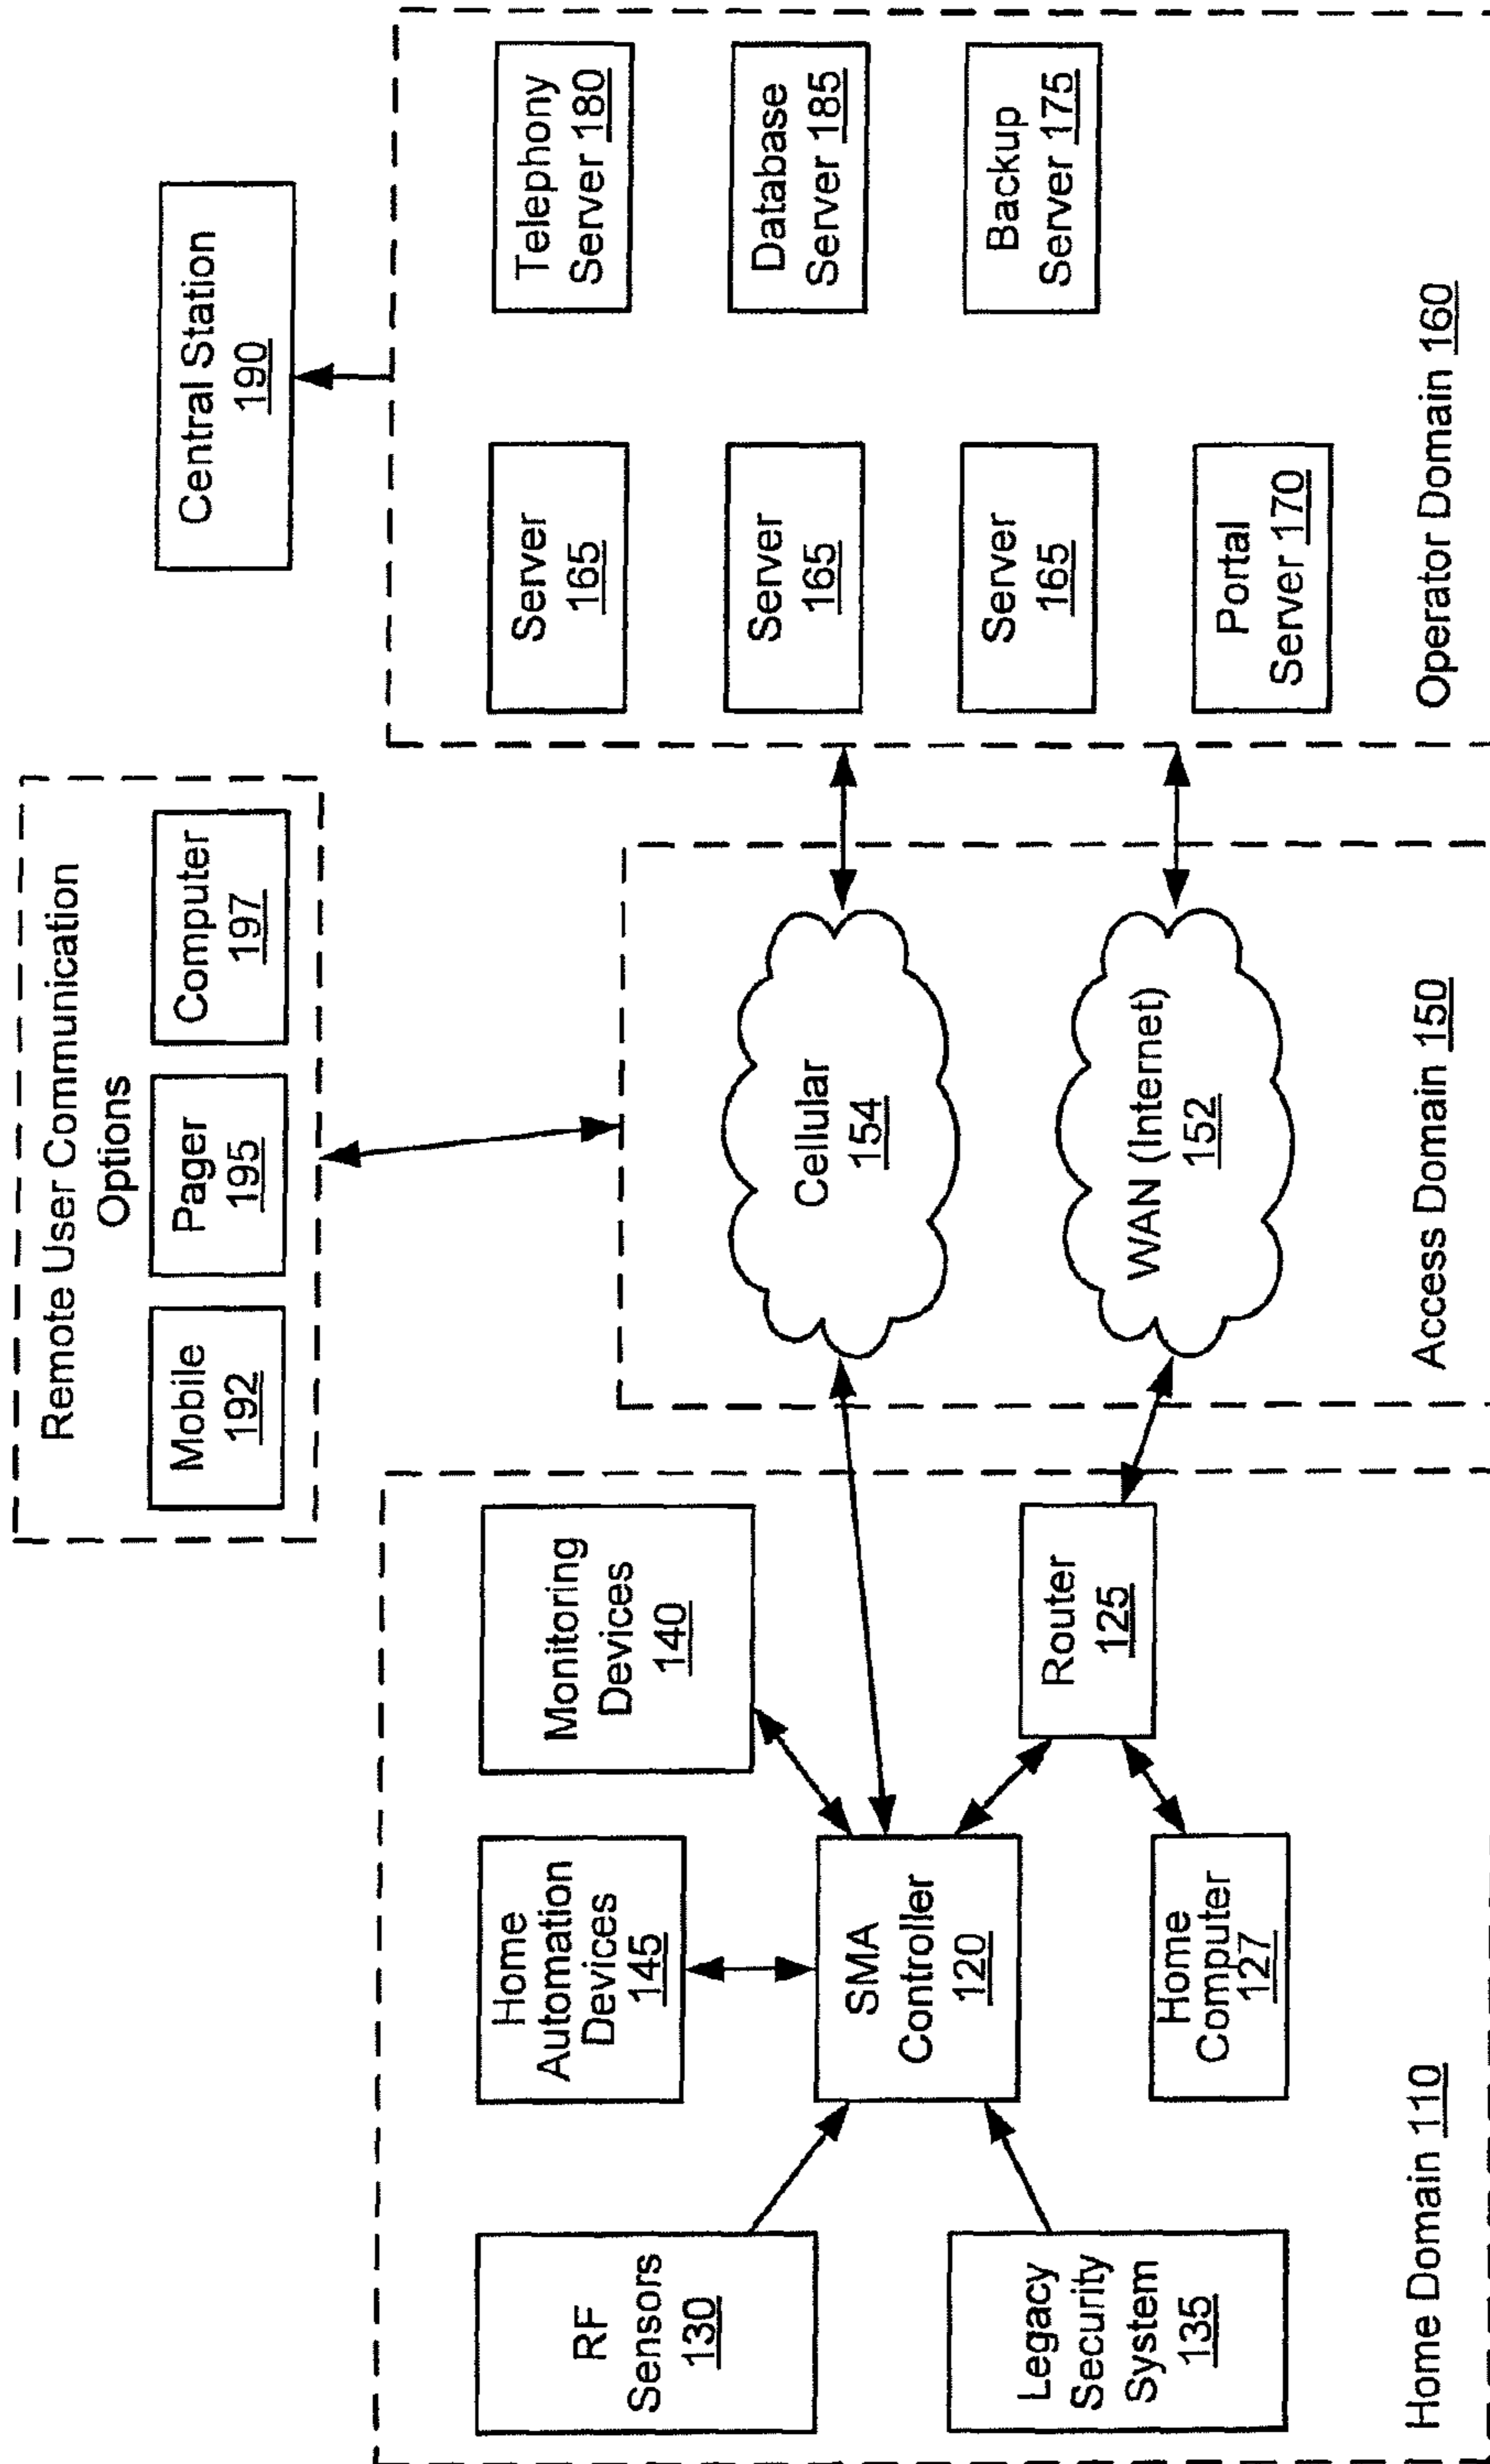 Remote User Communication
Options
Mobile
192
Pager
195
Computer
197
Central Station
190
RF
Sensors
130
Legacy
Security
System
135
Home
Automation
Devices
145
SMA
Controller
120
Home
Computer
127
Monitoring
Devices
140
Router
125
Home Domain 110
Cellular
154
WAN (Internet)
152
Access Domain 150
Server
165
Server
165
Server
165
Portal
Server 170
Telephony
Server 180
Database
Server 185
Backup
Server 175
Operator Domain 160